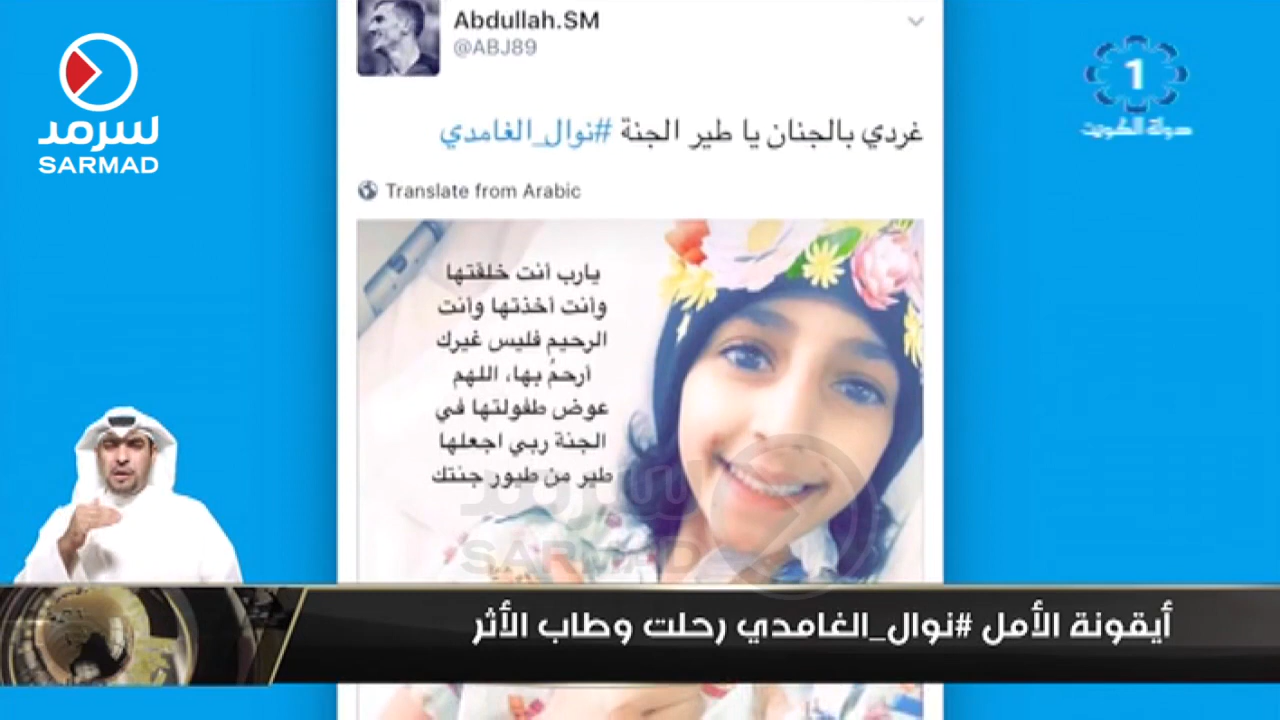 Abdullah.SM
@ABJ89
سرمد
SARMAD
1
دولة الكويت
غردي بالجنان يا طير الجنة #نوال_الغامدي
Translate from Arabic
يارب أنت خلقتها
وأنت أخذتها وأنت
الرحيم فليس غيرك
أرحمُ بها، اللهم
عوض طفولتها في
الجنة ربي اجعلها
طير من طيور جنتك
سرمد
SARMAD
أيقونة الأمل #نوال_الغامدي رحلت وطاب الأثر